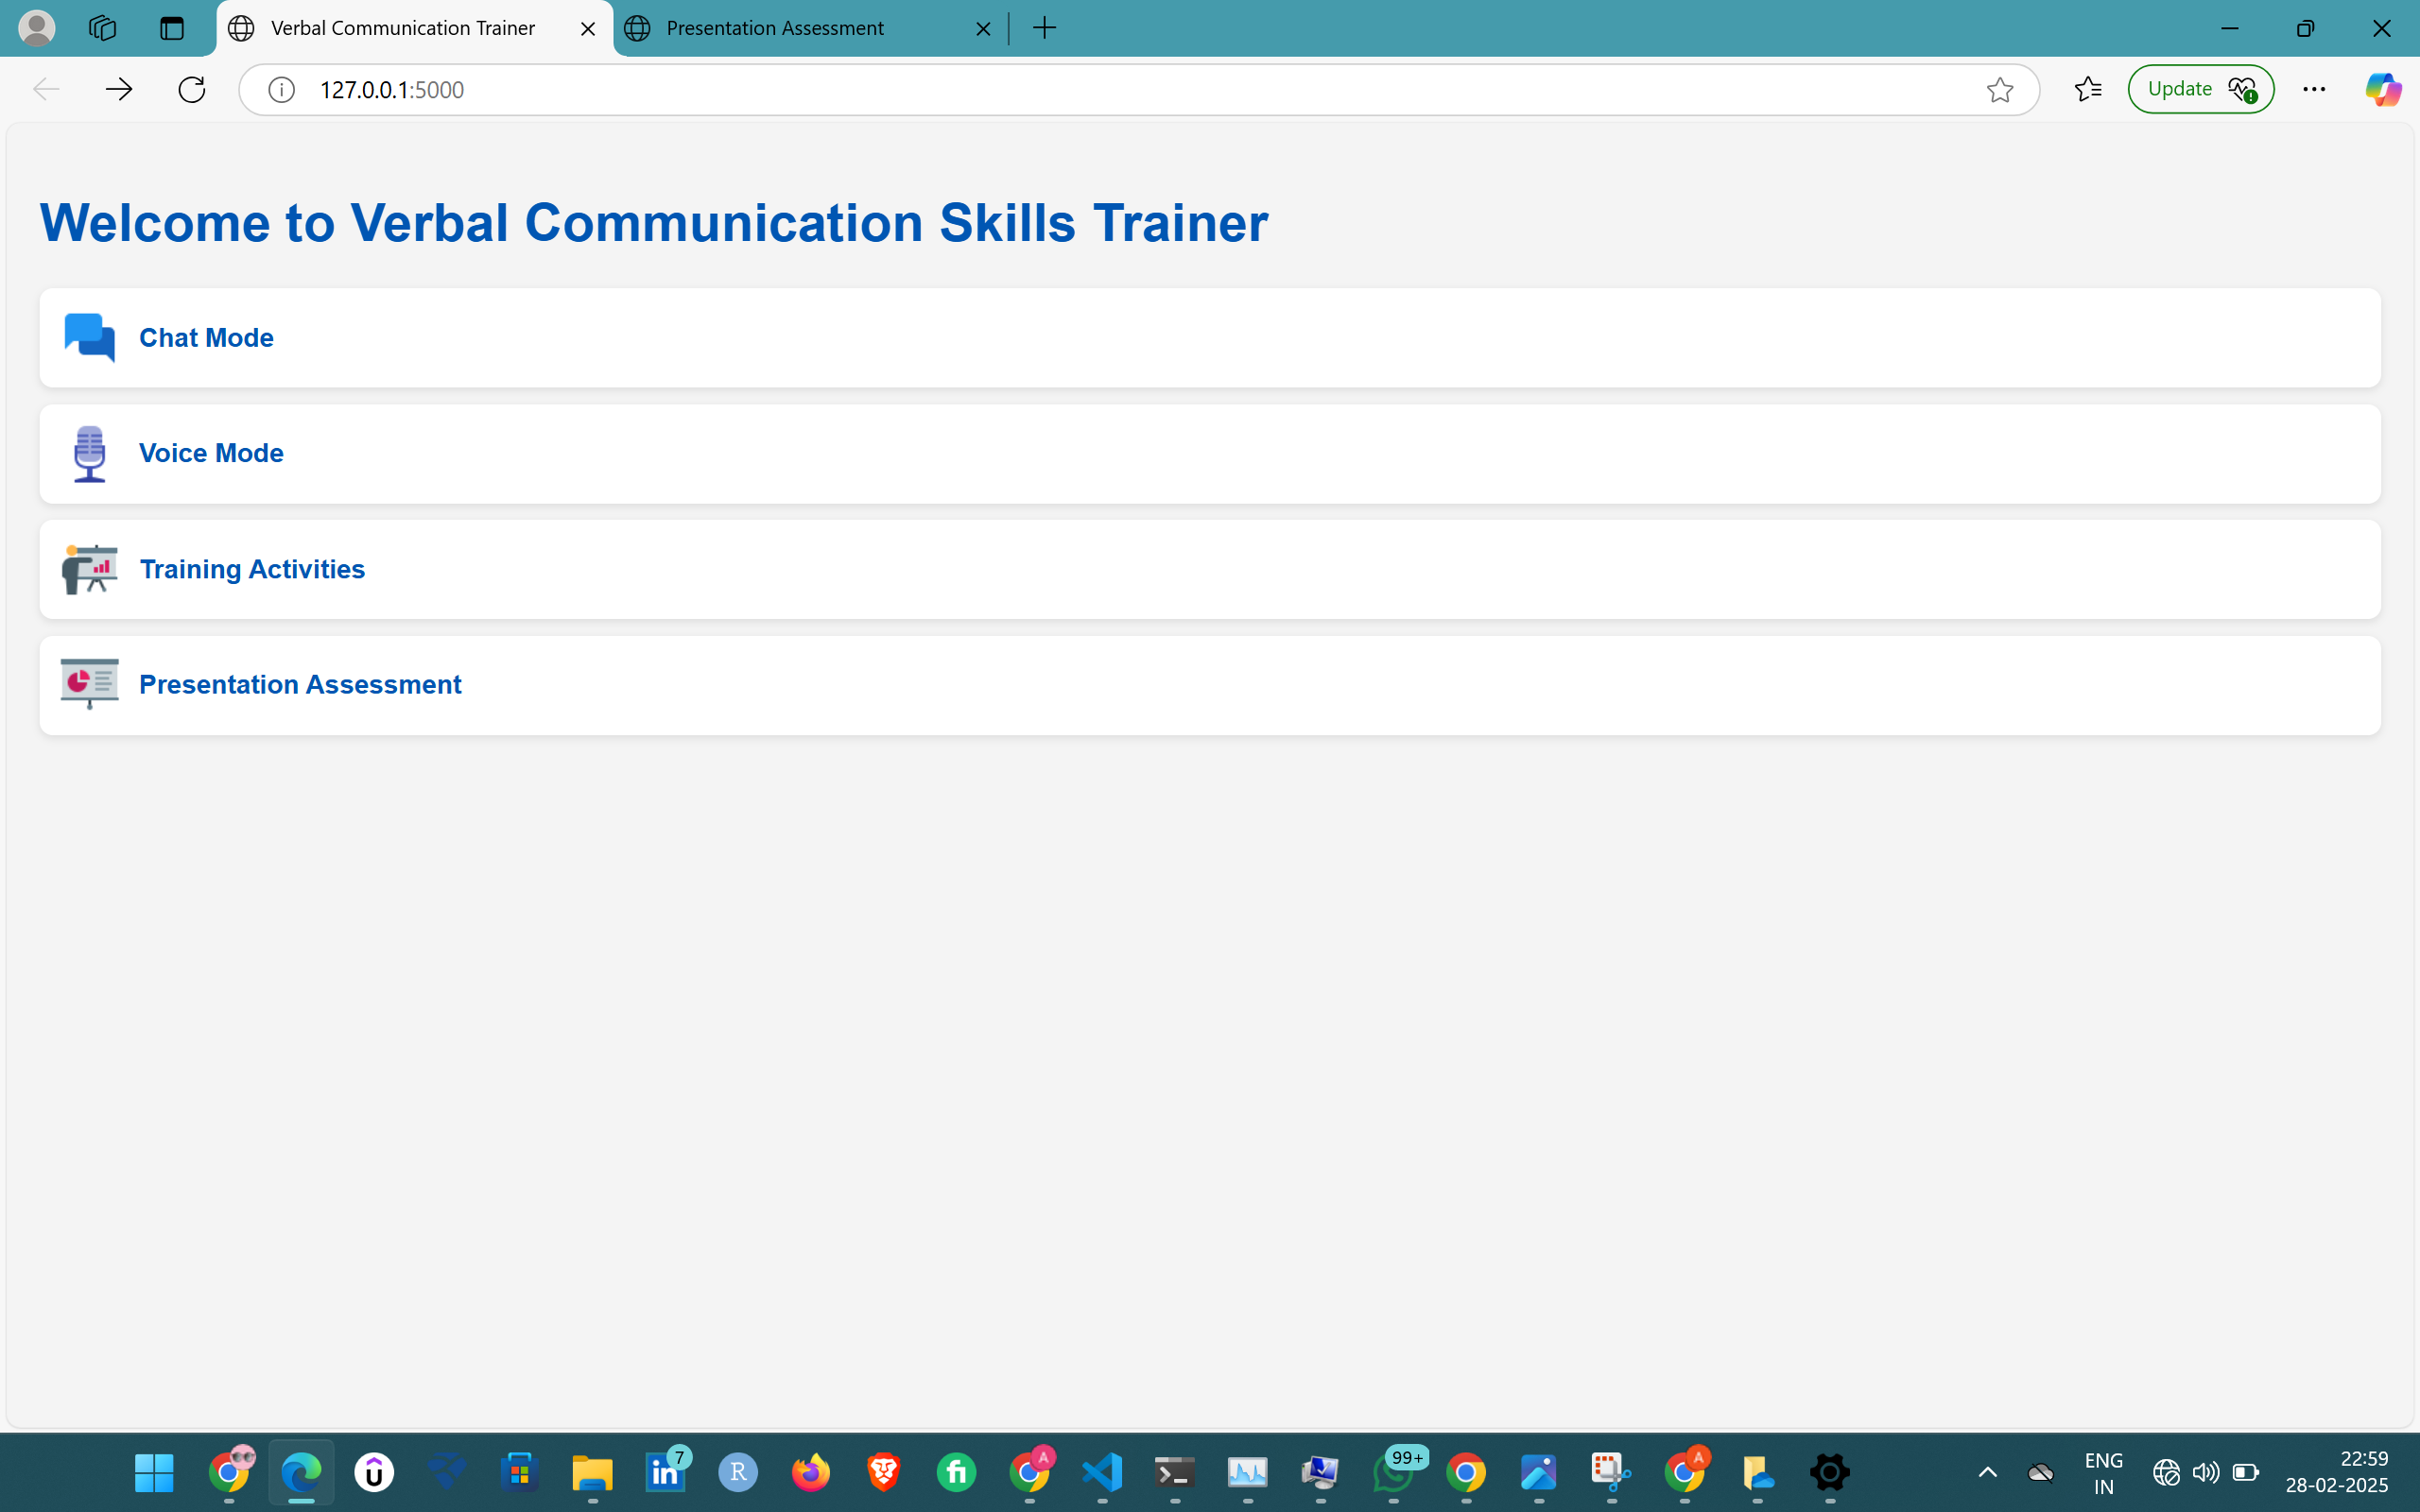 Verbal Communication Trainer
Presentation Assessment
127.0.0.1:5000
Update
Welcome to Verbal Communication Skills Trainer
Chat Mode
Voice Mode
Training Activities
Presentation Assessment
A
A
7
in
R
99+
ENG
IN
22:59
28-02-2025